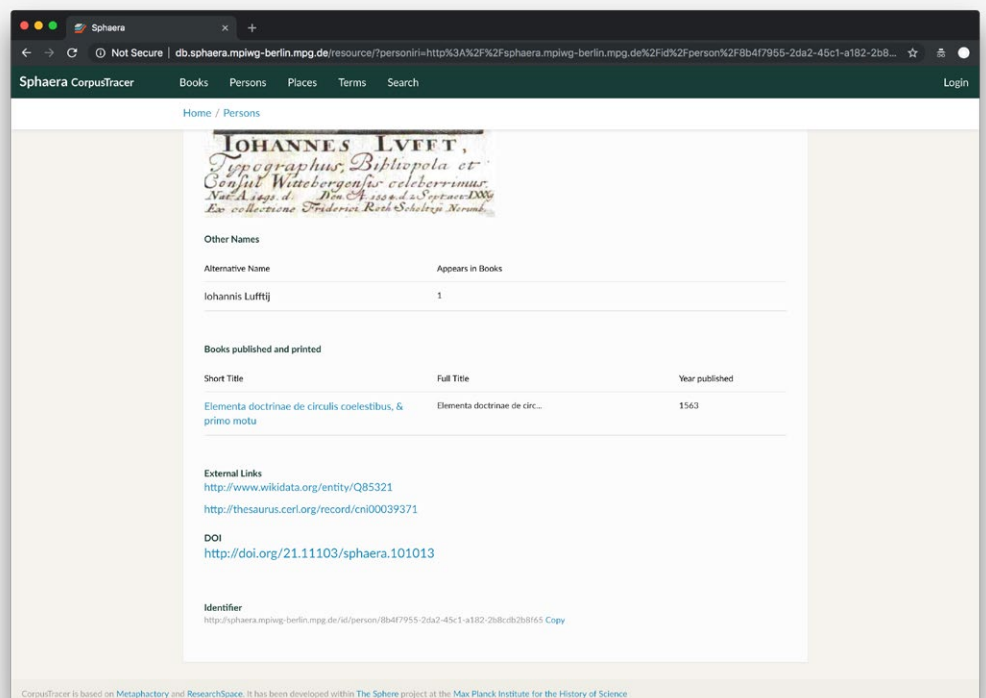 Sphaera × +
Not Secure | db.sphaera.mpiwg-berlin.mpg.de/resource/?personiri=http%3A%2F%2Fsphaera.mpiwg-berlin.mpg.de%2Fid%2Fperson%2F8b4f7955-2da2-45c1-a182-2b8...
Sphaera CorpusTracer Books Persons Places Terms Search Login
Home / Persons
IOHANNES LVFFT,
Typographus, Bibliopola et
Consul Wittebergensis celeberrimus.
Nat. A. d. Den. A. d. 2 Sept. aet.
Ex collectione Friderici Roth-Scholtzii Norimb.
Other Names
Alternative Name Appears in Books
Iohannis Lufftij 1
Books published and printed
Short Title Full Title Year published
Elementa doctrinae de circulis coelestibus, & Elementa doctrinae de circ... 1563
primo motu
External Links
http://www.wikidata.org/entity/Q85321
http://thesaurus.cerl.org/record/cni00039371
DOI
http://doi.org/21.11103/sphaera.101013
Identifier
http://sphaera.mpiwg-berlin.mpg.de/id/person/8b4f7955-2da2-45c1-a182-2b8cdb2b8f65 Copy
CorpusTracer is based on Metaphactory and ResearchSpace. It has been developed within The Sphere project at the Max Planck Institute for the History of Science